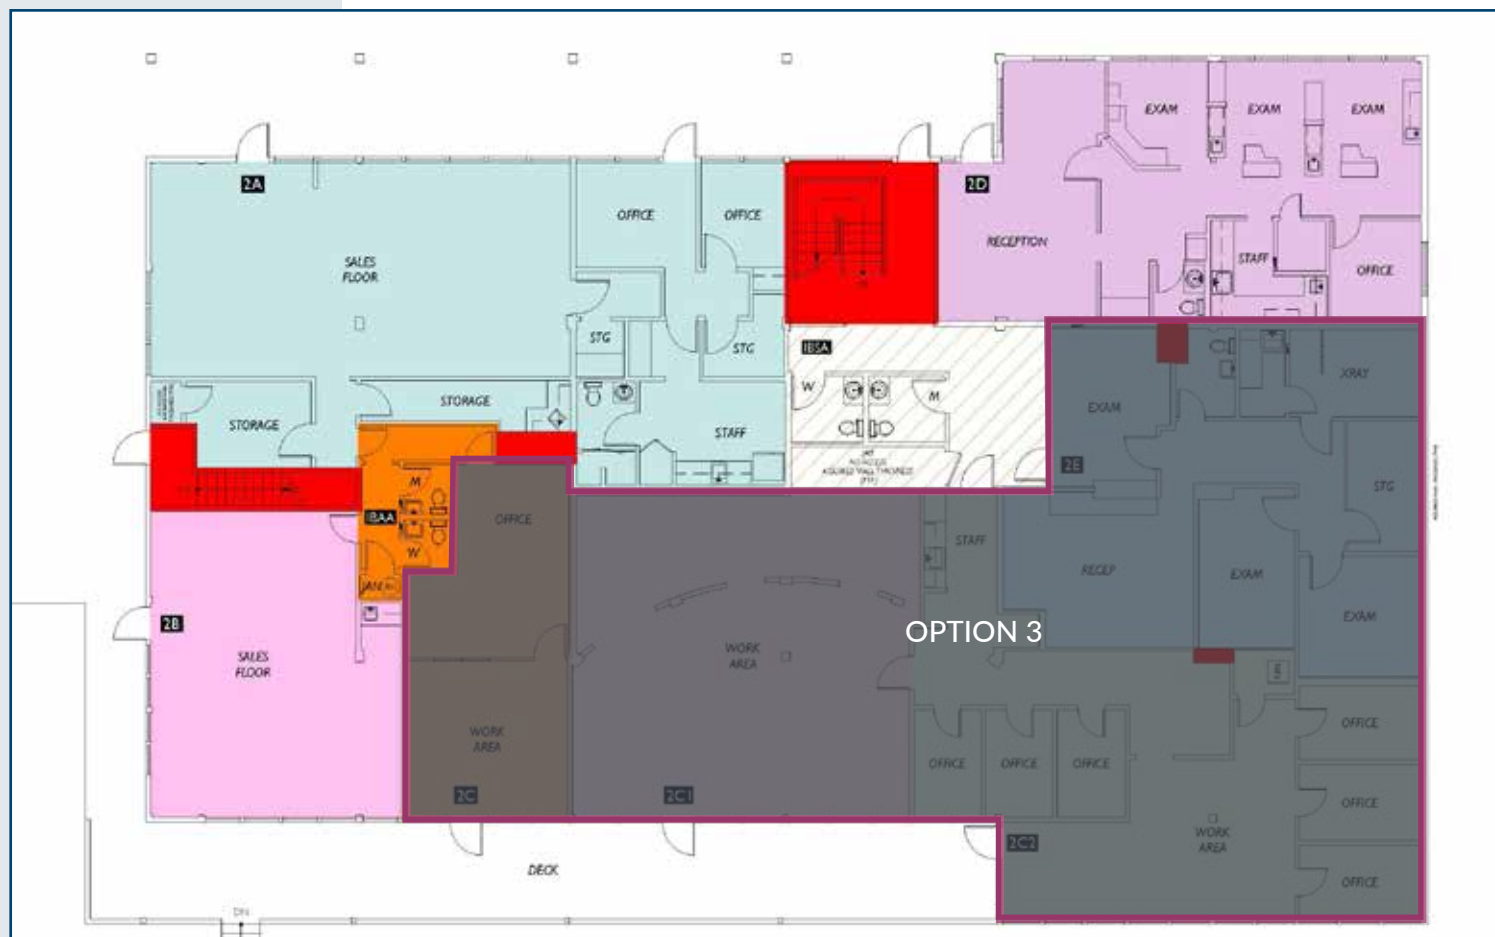 EXAM
EXAM
EXAM
2A
2D
OFFICE
OFFICE
RECEPTION
SALES
FLOOR
STAFF
OFFICE
STG
STG
IBSA
XRAY
W
M
STORAGE
STORAGE
EXAM
STAFF
2E
M
STG
OFFICE
IBAA
STAFF
W
RECEP
EXAM
JAN
EXAM
2B
OPTION 3
SALES
FLOOR
WORK
AREA
OFFICE
WORK
AREA
OFFICE
OFFICE
OFFICE
2C
2C1
OFFICE
WORK
AREA
2C2
DECK
OFFICE
DN